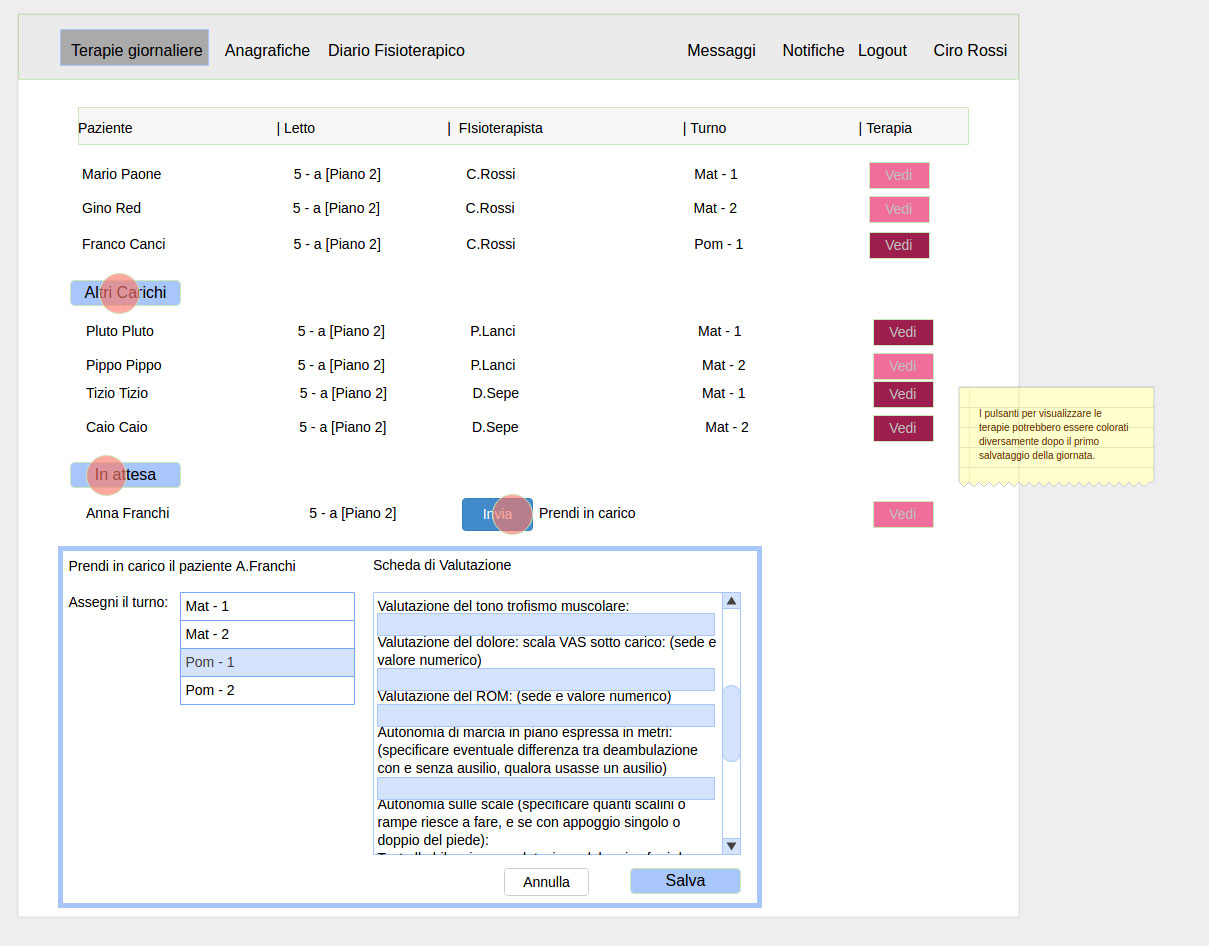 Terapie giornaliere Anagrafiche Diario Fisioterapico Messaggi Notifiche Logout Ciro Rossi
Paziente | Letto | FIsioterapista | Turno | Terapia
Mario Paone 5 - a [Piano 2] C.Rossi Mat - 1 Vedi
Gino Red 5 - a [Piano 2] C.Rossi Mat - 2 Vedi
Franco Canci 5 - a [Piano 2] C.Rossi Pom - 1 Vedi
Altri Carichi
Pluto Pluto 5 - a [Piano 2] P.Lanci Mat - 1 Vedi
Pippo Pippo 5 - a [Piano 2] P.Lanci Mat - 2 Vedi
Tizio Tizio 5 - a [Piano 2] D.Sepe Mat - 1 Vedi
Caio Caio 5 - a [Piano 2] D.Sepe Mat - 2 Vedi
I pulsanti per visualizzare le
terapie potrebbero essere colorati
diversamente dopo il primo
salvataggio della giornata.
In attesa
Anna Franchi 5 - a [Piano 2] Invia Prendi in carico Vedi
Prendi in carico il paziente A.Franchi
Assegni il turno:
Mat - 1
Mat - 2
Pom - 1
Pom - 2
Scheda di Valutazione
Valutazione del tono trofismo muscolare:
Valutazione del dolore: scala VAS sotto carico: (sede e
valore numerico)
Valutazione del ROM: (sede e valore numerico)
Autonomia di marcia in piano espressa in metri:
(specificare eventuale differenza tra deambulazione
con e senza ausilio, qualora usasse un ausilio)
Autonomia sulle scale (specificare quanti scalini o
rampe riesce a fare, e se con appoggio singolo o
doppio del piede):
Annulla Salva